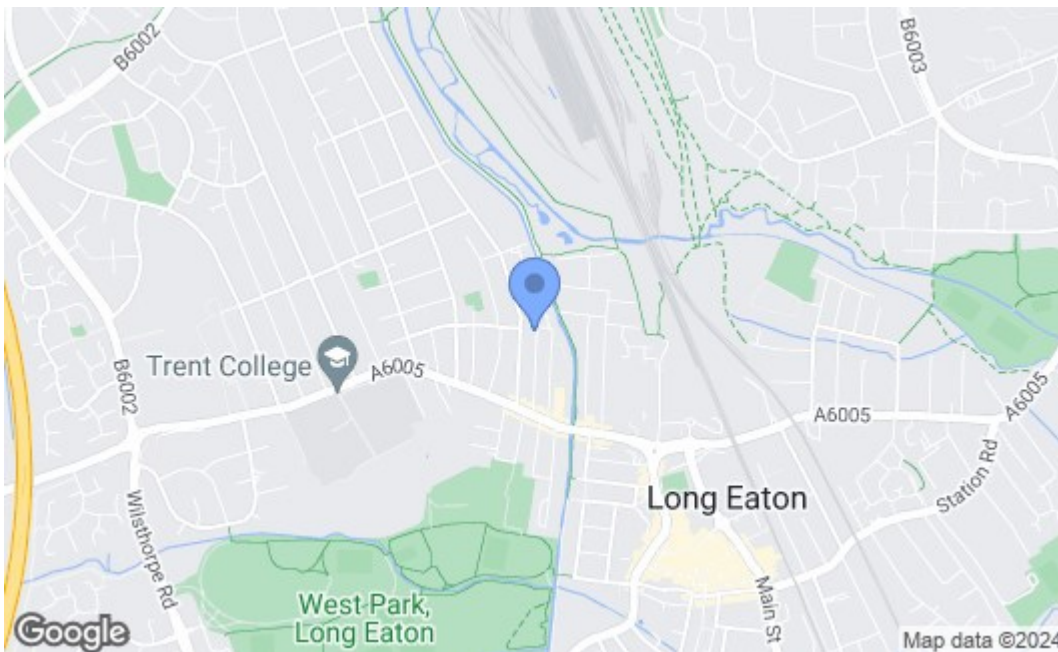 B6002
B6003
Trent College
A6005
B6002
A6005
A6005
Station Rd
Long Eaton
Wilsthorpe Rd
Main St
West Park,
Long Eaton
Google
Map data ©2024